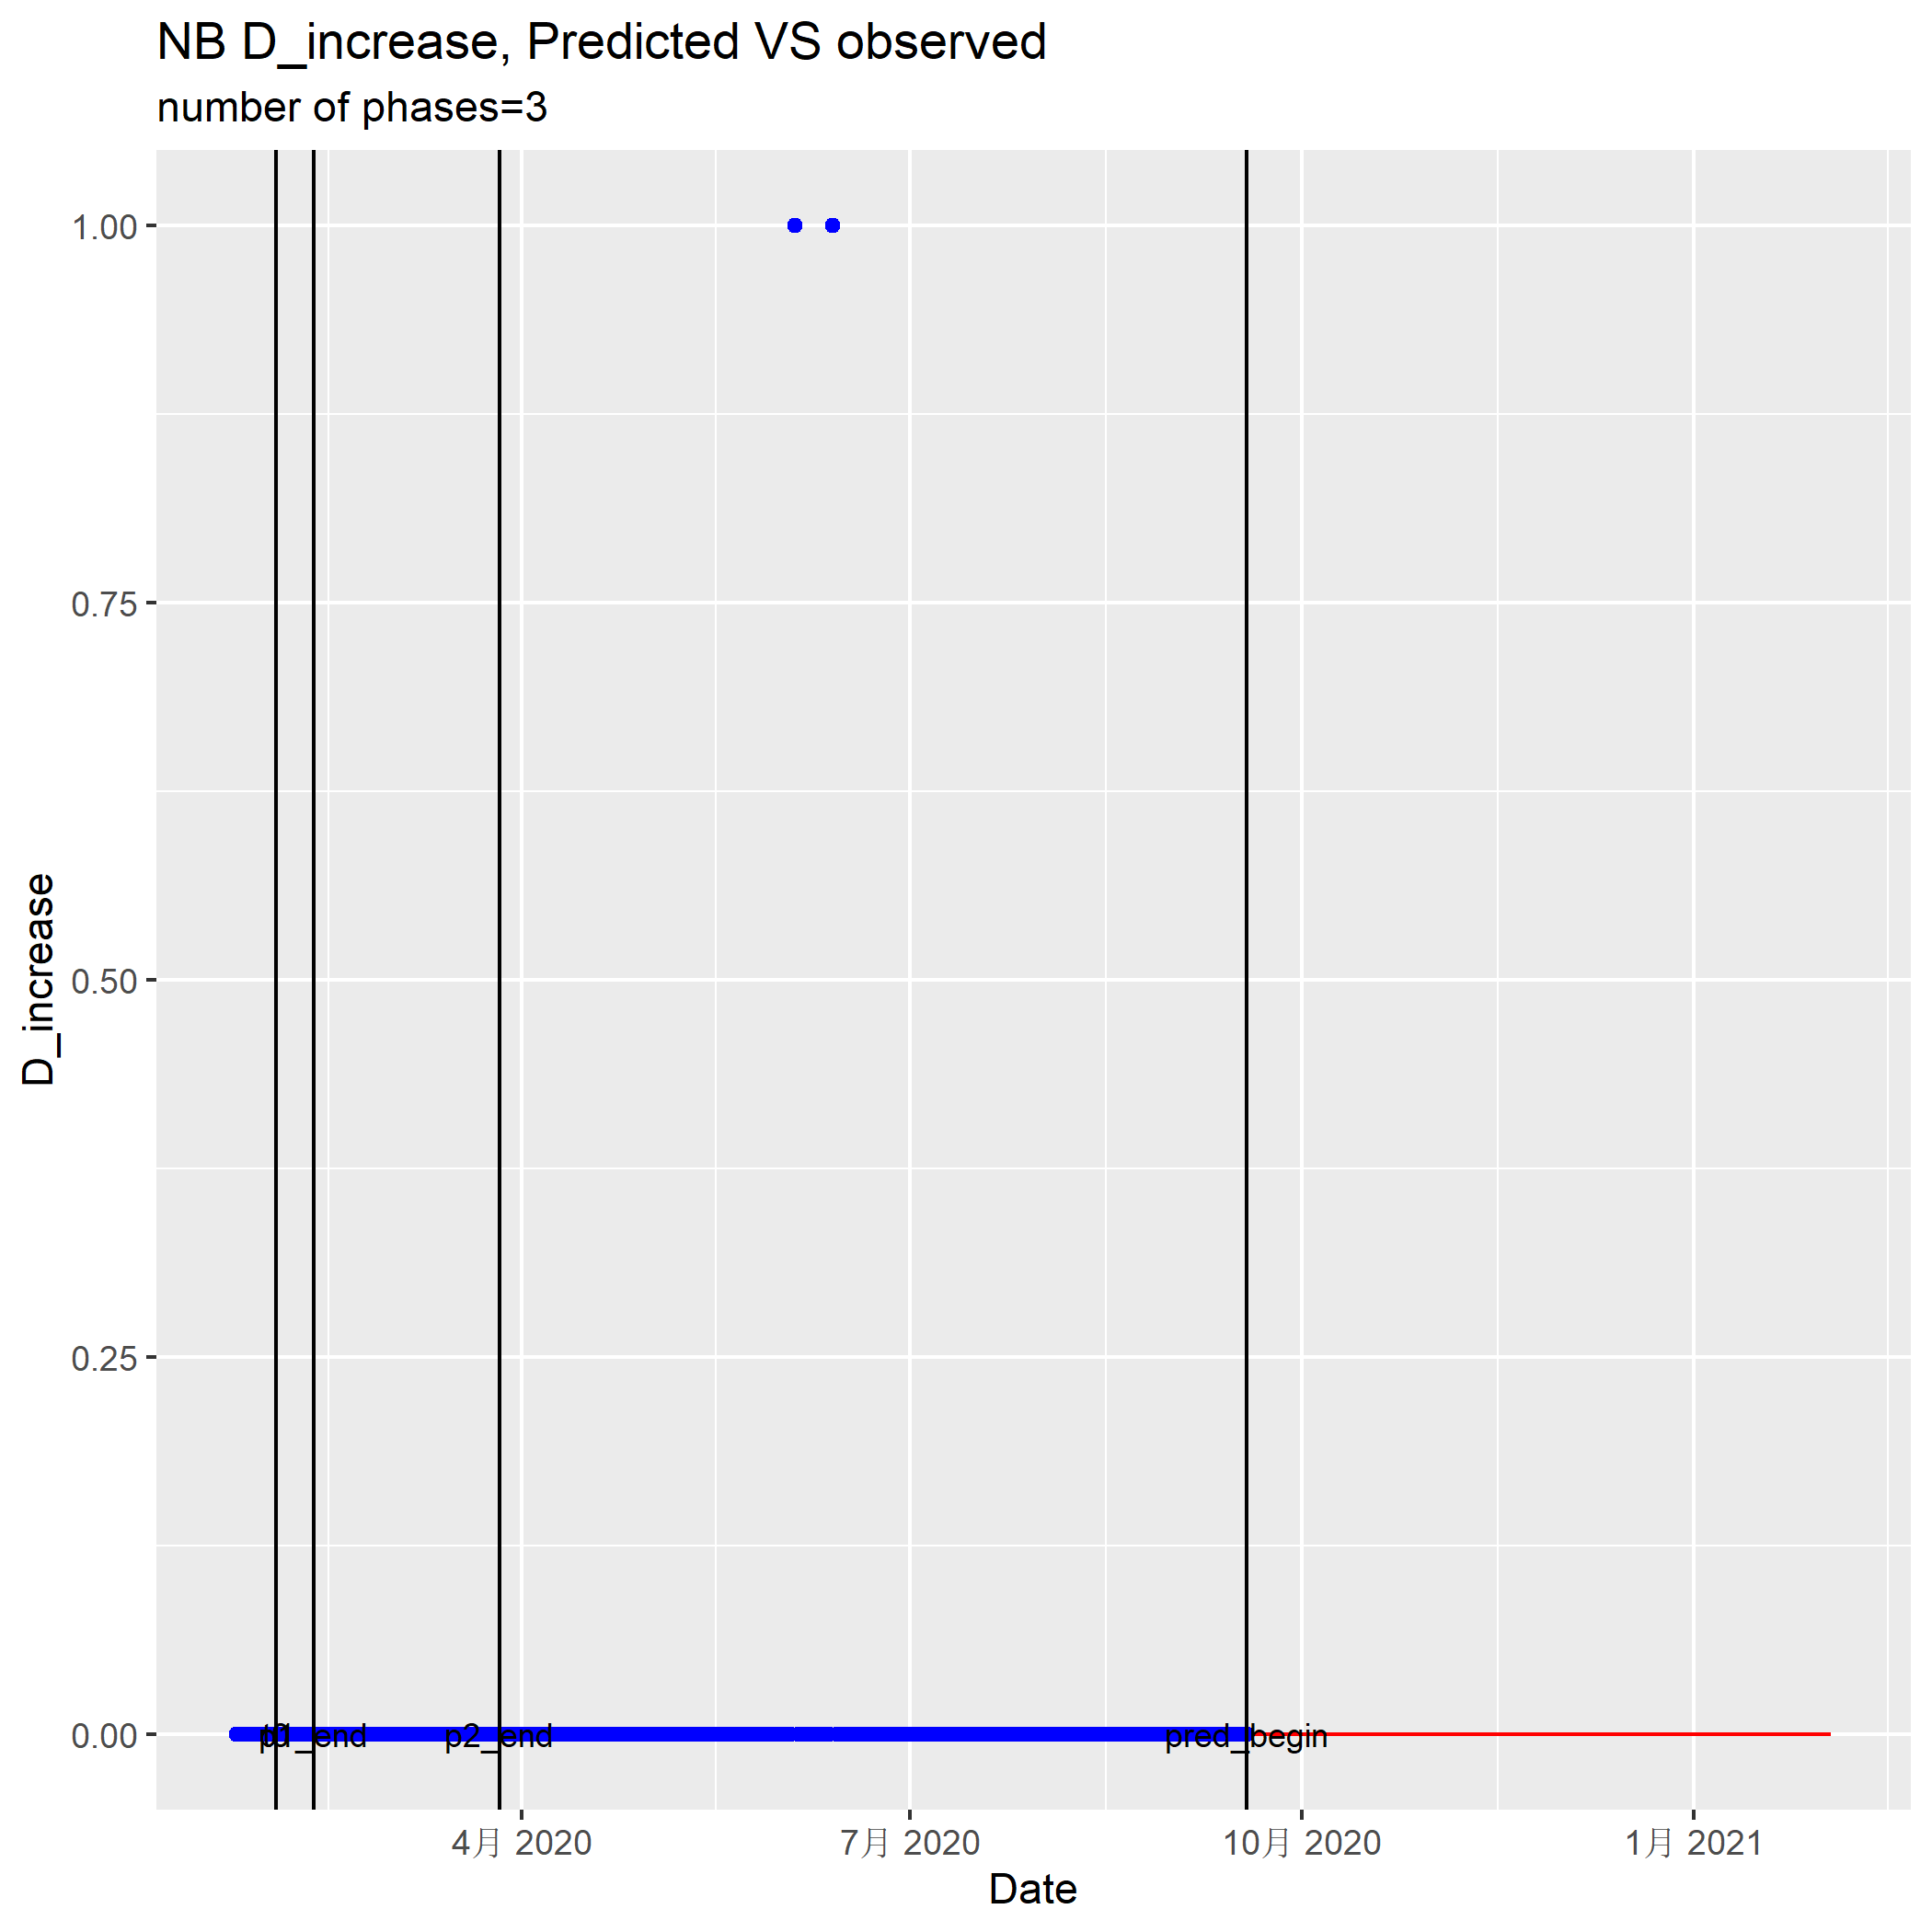 NB D_increase, Predicted VS observed
number of phases=3
D_increase
1.00
0.75
0.50
0.25
0.00
p1_end
p2_end
pred_begin
4月 2020
7月 2020
10月 2020
1月 2021
Date